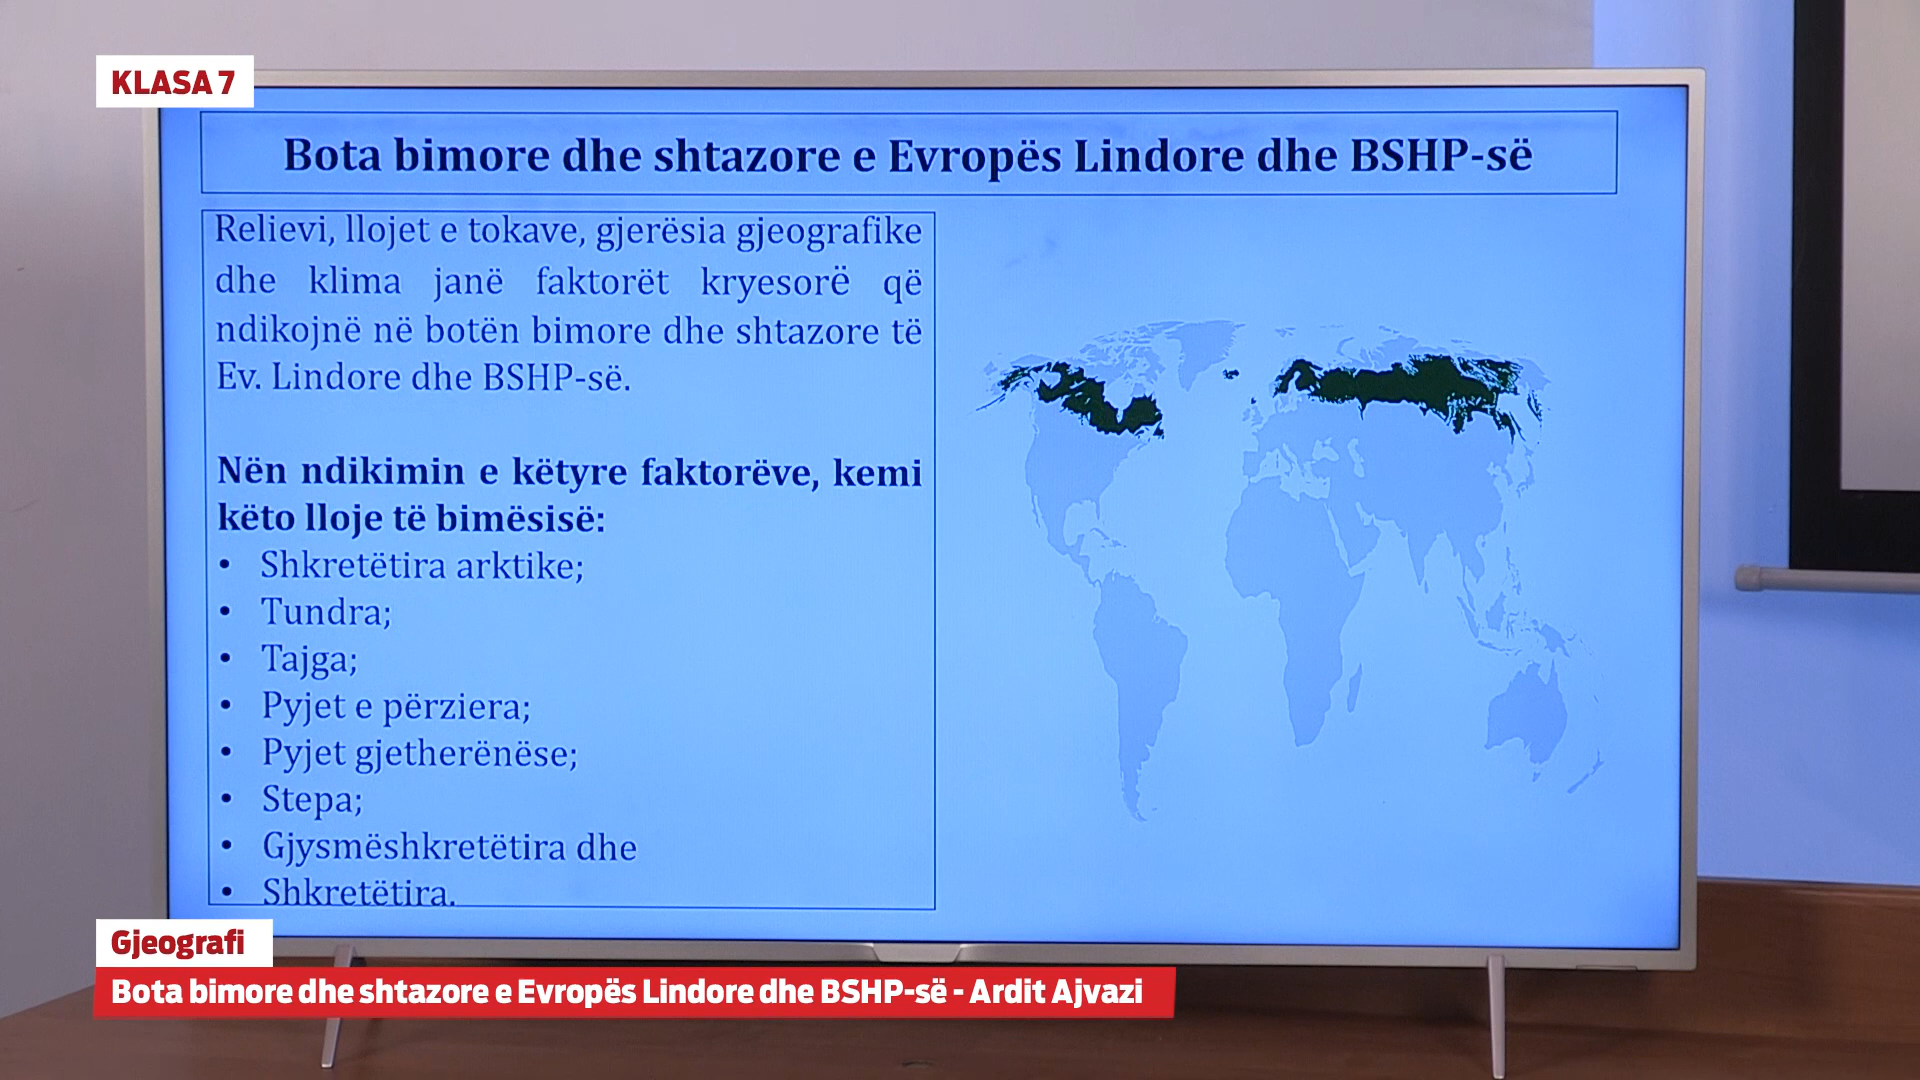 KLASA 7
Bota bimore dhe shtazore e Evropës Lindore dhe BSHP-së
Relievi, llojet e tokave, gjerësia gjeografike
dhe klima janë faktorët kryesorë që
ndikojnë në botën bimore dhe shtazore të
Ev. Lindore dhe BSHP-së.
Nën ndikimin e këtyre faktorëve, kemi
këto lloje të bimësisë:
• Shkretëtira arktike;
• Tundra;
• Tajga;
• Pyjet e përziera;
• Pyjet gjetherënëse;
• Stepa;
• Gjysmëshkretëtira dhe
• Shkretëtira.
Gjeografi
Bota bimore dhe shtazore e Evropës Lindore dhe BSHP-së - Ardit Ajvazi